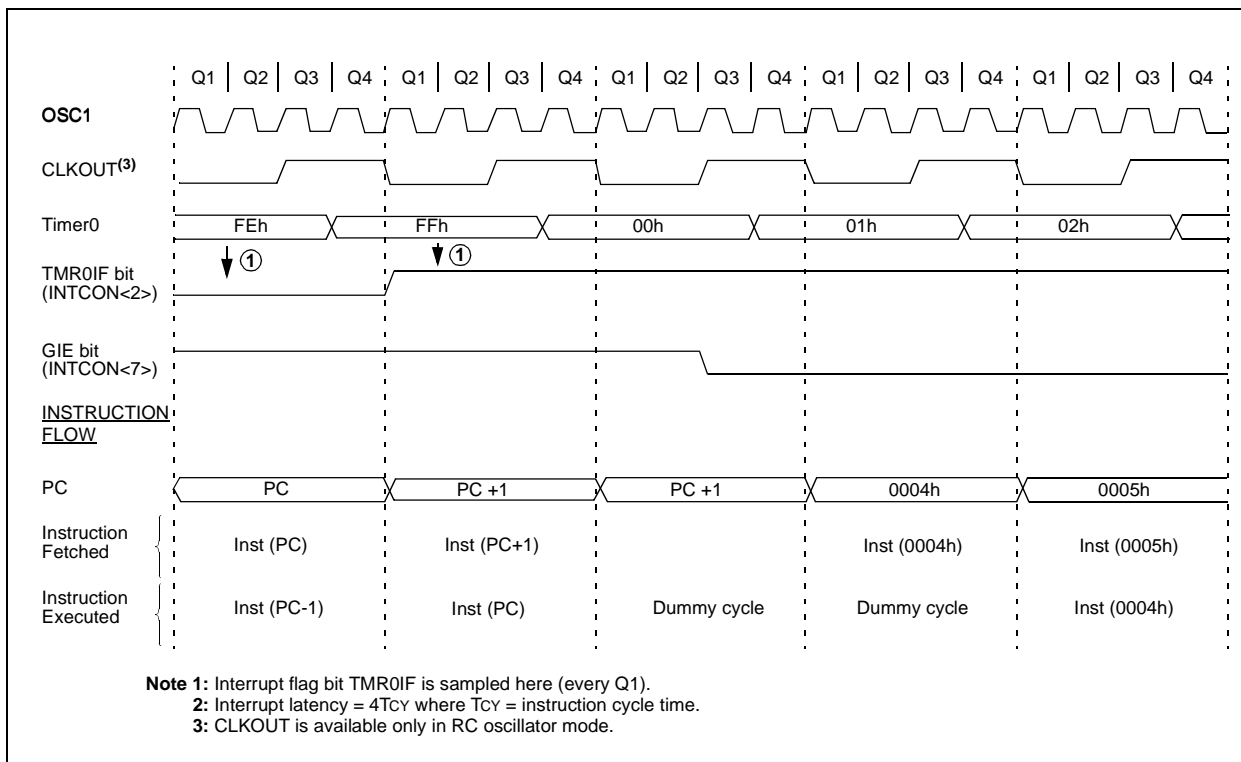 Q1 Q2 Q3 Q4 Q1 Q2 Q3 Q4 Q1 Q2 Q3 Q4 Q1 Q2 Q3 Q4 Q1 Q2 Q3 Q4
OSC1
CLKOUT(3)
Timer0 FEh FFh 00h 01h 02h
1 1
TMR0IF bit
(INTCON<2>)
GIE bit
(INTCON<7>)
INSTRUCTION
FLOW
PC PC PC +1 PC +1 0004h 0005h
Instruction
Fetched Inst (PC) Inst (PC+1) Inst (0004h) Inst (0005h)
Instruction
Executed Inst (PC-1) Inst (PC) Dummy cycle Dummy cycle Inst (0004h)
Note 1: Interrupt flag bit TMR0IF is sampled here (every Q1).
2: Interrupt latency = 4TCY where TCY = instruction cycle time.
3: CLKOUT is available only in RC oscillator mode.